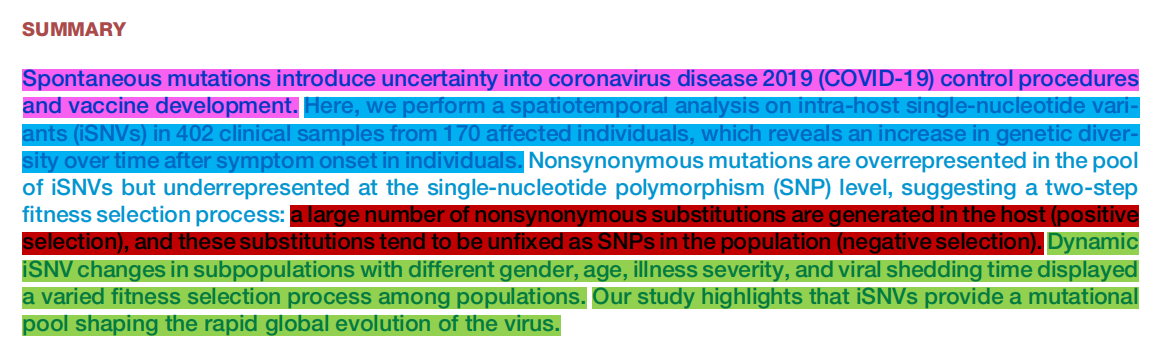 SUMMARY
Spontaneous mutations introduce uncertainty into coronavirus disease 2019 (COVID-19) control procedures
and vaccine development. Here, we perform a spatiotemporal analysis on intra-host single-nucleotide vari-
ants (iSNVs) in 402 clinical samples from 170 affected individuals, which reveals an increase in genetic diver-
sity over time after symptom onset in individuals. Nonsynonymous mutations are overrepresented in the pool
of iSNVs but underrepresented at the single-nucleotide polymorphism (SNP) level, suggesting a two-step
fitness selection process: a large number of nonsynonymous substitutions are generated in the host (positive
selection), and these substitutions tend to be unfixed as SNPs in the population (negative selection). Dynamic
iSNV changes in subpopulations with different gender, age, illness severity, and viral shedding time displayed
a varied fitness selection process among populations. Our study highlights that iSNVs provide a mutational
pool shaping the rapid global evolution of the virus.